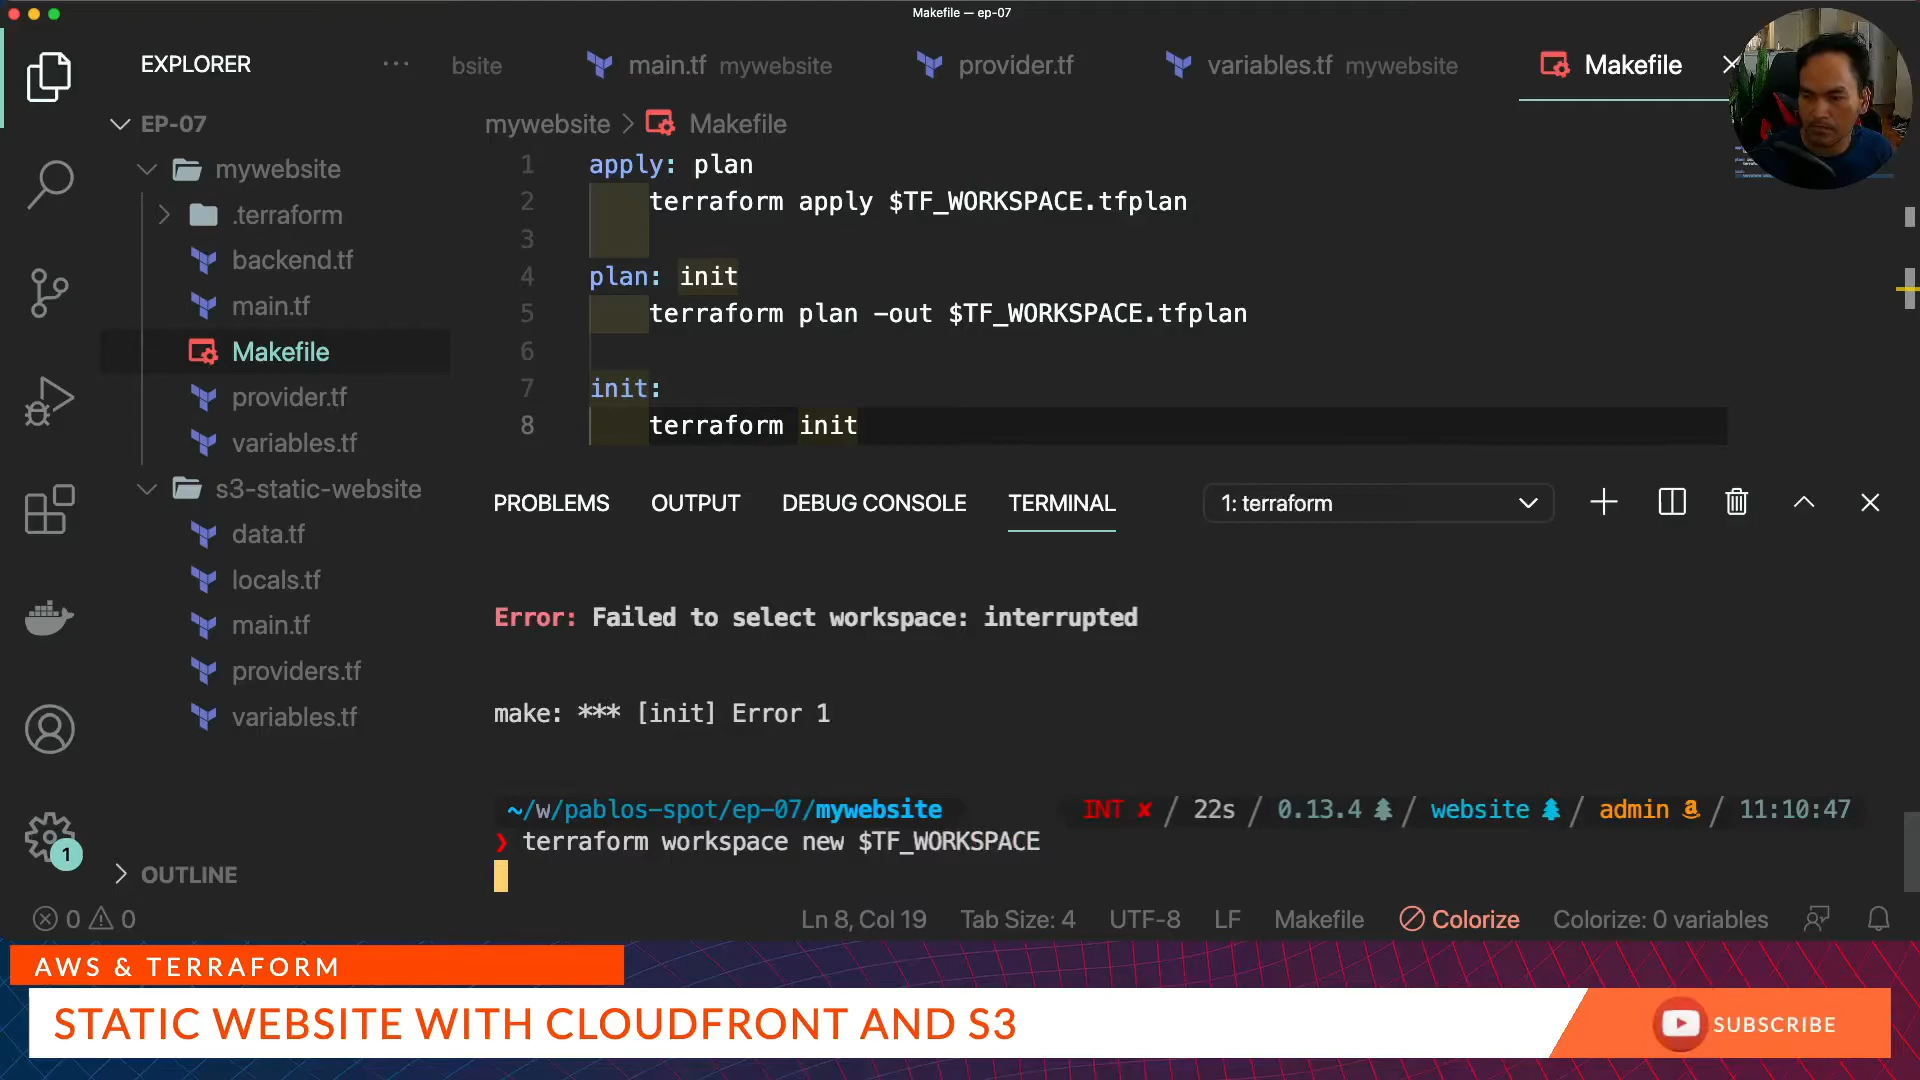 Makefile — ep-07
EXPLORER
bsite
main.tf mywebsite
provider.tf
variables.tf mywebsite
Makefile
EP-07
mywebsite
.terraform
backend.tf
main.tf
Makefile
provider.tf
variables.tf
s3-static-website
data.tf
locals.tf
main.tf
providers.tf
variables.tf
OUTLINE
mywebsite > Makefile
1 apply: plan
2 terraform apply $TF_WORKSPACE.tfplan
3
4 plan: init
5 terraform plan -out $TF_WORKSPACE.tfplan
6
7 init:
8 terraform init
PROBLEMS OUTPUT DEBUG CONSOLE TERMINAL 1: terraform
Error: Failed to select workspace: interrupted
make: *** [init] Error 1
~/w/pablos-spot/ep-07/mywebsite INT ✘ / 22s / 0.13.4 / website / admin / 11:10:47
❯ terraform workspace new $TF_WORKSPACE
1
0 0 Ln 8, Col 19 Tab Size: 4 UTF-8 LF Makefile Colorize Colorize: 0 variables
AWS & TERRAFORM
STATIC WEBSITE WITH CLOUDFRONT AND S3
SUBSCRIBE